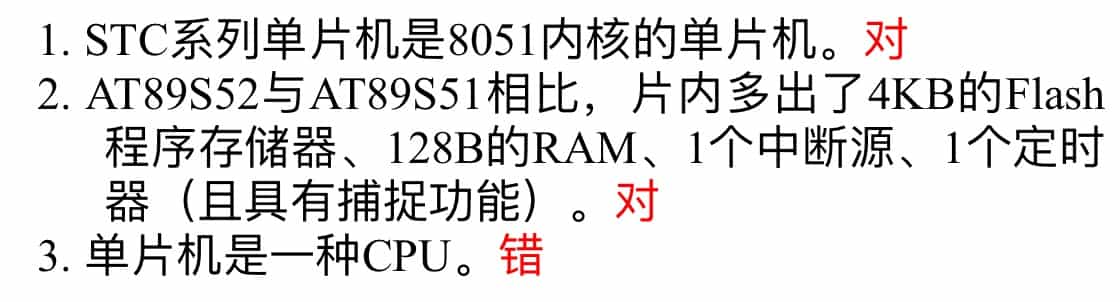 1. STC系列单片机是8051内核的单片机。对
2. AT89S52与AT89S51相比，片内多出了4KB的Flash
程序存储器、128B的RAM、1个中断源、1个定时
器（且具有捕捉功能）。对
3. 单片机是一种CPU。错